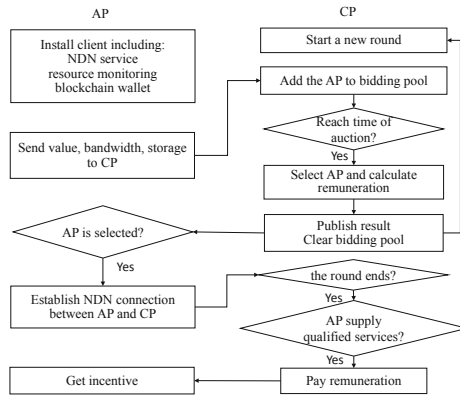 AP
CP
Install client including:
NDN service
resource monitoring
blockchain wallet
Start a new round
Add the AP to bidding pool
Reach time of
auction?
Send value, bandwidth, storage
to CP
Yes
Select AP and calculate
remuneration
AP is selected?
Publish result
Clear bidding pool
Yes
Establish NDN connection
between AP and CP
the round ends?
Yes
AP supply
qualified services?
Yes
Get incentive
Pay remuneration